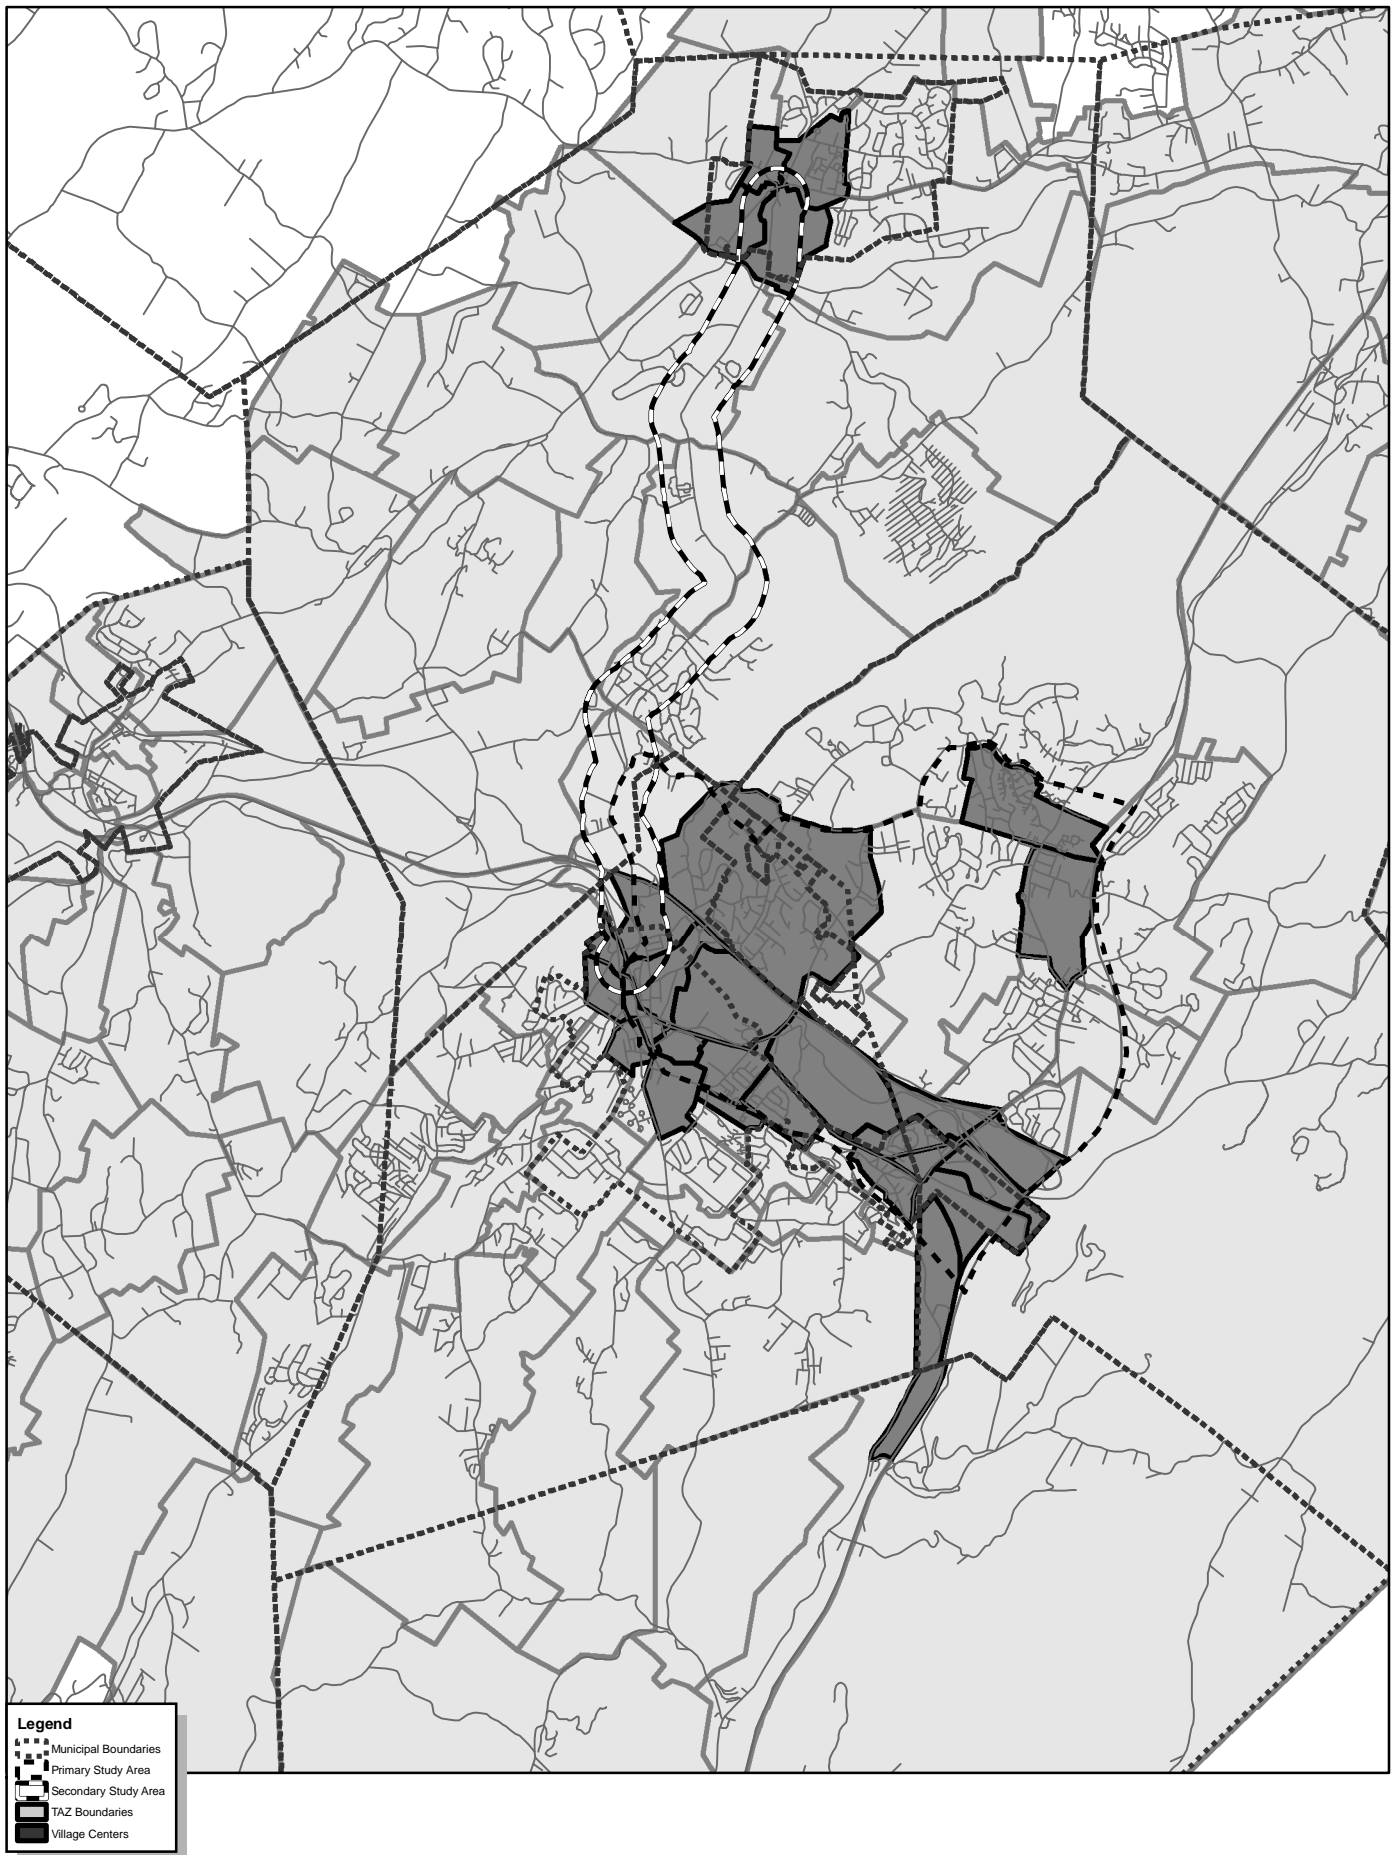 Legend
Municipal Boundaries
Primary Study Area
Secondary Study Area
TAZ Boundaries
Village Centers